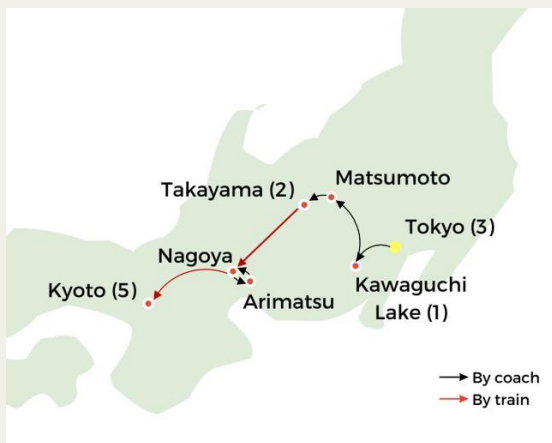 Matsumoto
Takayama (2)
Tokyo (3)
Nagoya
Kyoto (5)
Arimatsu
Kawaguchi
Lake (1)
By coach
By train